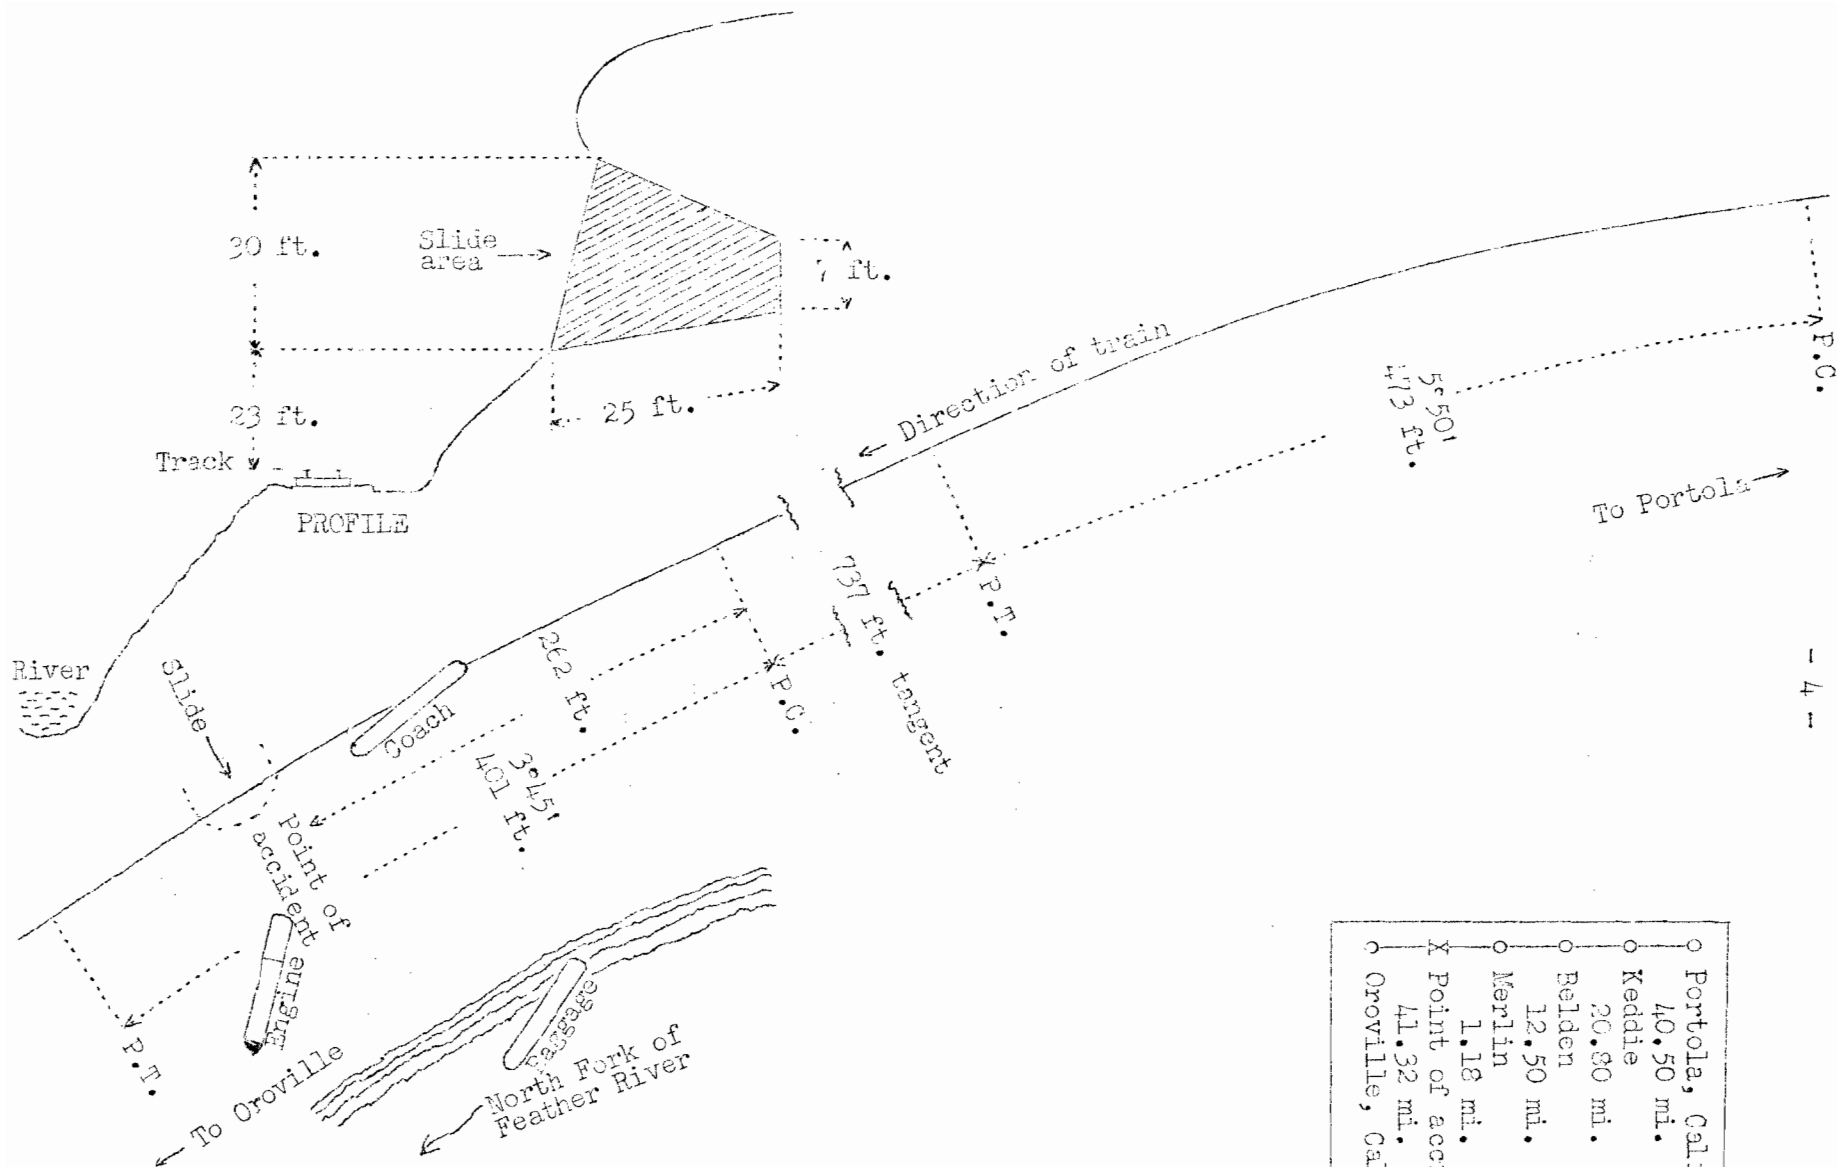 30 ft.
Slide
area
7 ft.
23 ft.
25 ft.
Track
PROFILE
River
Slide
Direction of train
P.C.
5°50'
473 ft.
To Portola
P.T.
737 ft. tangent
262 ft.
P.C.
Coach
3°45'
401 ft.
Point of
accident
Engine
P.T.
Baggage
To Oroville
North Fork of
Feather River
- 4 -
Portola, Cal
40.50 mi.
Keddie
20.80 mi.
Belden
12.50 mi.
Merlin
1.18 mi.
X Point of acc
41.32 mi.
Oroville, Ca